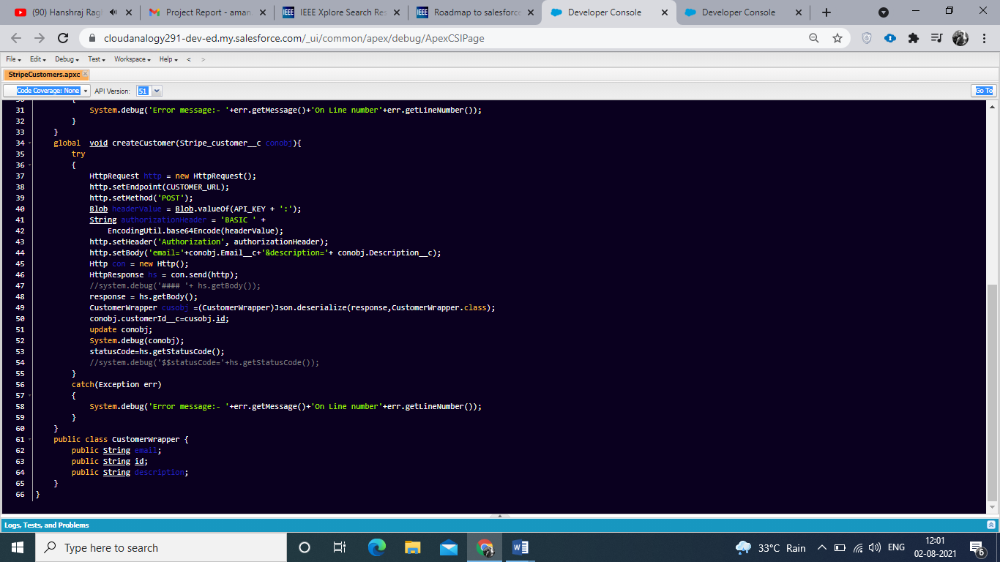 (90) Hanshraj Rag
Project Report - aman
IEEE Xplore Search Res
Roadmap to salesforce
Developer Console
Developer Console
cloudanalogy291-dev-ed.my.salesforce.com/_ui/common/apex/debug/ApexCSIPage
File Edit Debug Test Workspace Help < >
StripeCustomers.apxc
Code Coverage: None API Version: 51 Go To
30 {
31 System.debug('Error message:- '+err.getMessage()+'On Line number'+err.getLineNumber());
32 }
33 }
34 global  void createCustomer(Stripe_customer__c conobj){
35 try
36 {
37 HttpRequest http = new HttpRequest();
38 http.setEndpoint(CUSTOMER_URL);
39 http.setMethod('POST');
40 Blob headerValue = Blob.valueOf(API_KEY + ':');
41 String authorizationHeader = 'BASIC ' +
42 EncodingUtil.base64Encode(headerValue);
43 http.setHeader('Authorization', authorizationHeader);
44 http.setBody('email='+conobj.Email__c+'&description='+ conobj.Description__c);
45 Http con = new Http();
46 HttpResponse hs = con.send(http);
47 //system.debug('#### '+ hs.getBody());
48 response = hs.getBody();
49 CustomerWrapper cusobj =(CustomerWrapper)Json.deserialize(response,CustomerWrapper.class);
50 conobj.customerId__c=cusobj.id;
51 update conobj;
52 System.debug(conobj);
53 statusCode=hs.getStatusCode();
54 //system.debug('$$statusCode='+hs.getStatusCode());
55 }
56 catch(Exception err)
57 {
58 System.debug('Error message:- '+err.getMessage()+'On Line number'+err.getLineNumber());
59 }
60 }
61 public class CustomerWrapper {
62 public String email;
63 public String id;
64 public String description;
65 }
66 }
Logs, Tests, and Problems
Type here to search
33°C Rain
ENG
12:01
02-08-2021
6